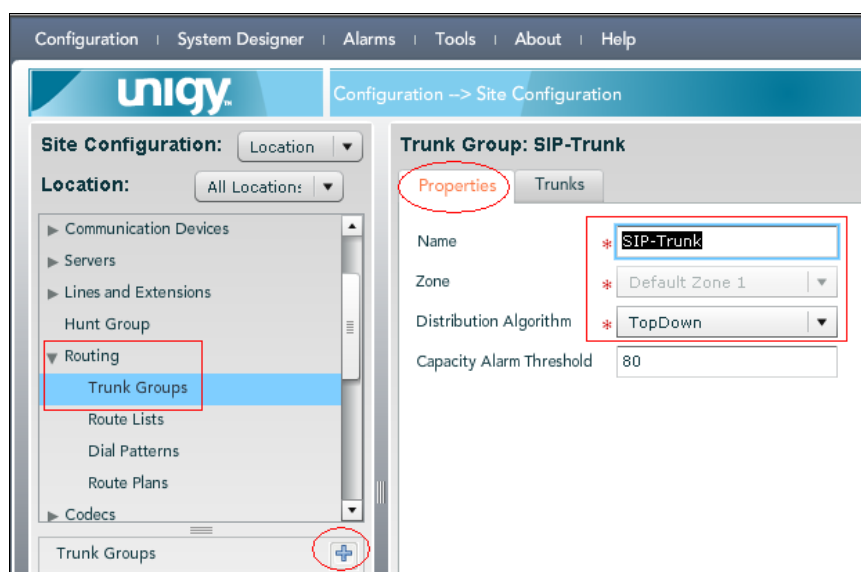 Configuration | System Designer | Alarms | Tools | About | Help
unigy.
Configuration --> Site Configuration
Site Configuration: Location
Location: All Locations
Communication Devices
Servers
Lines and Extensions
Hunt Group
Routing
Trunk Groups
Route Lists
Dial Patterns
Route Plans
Codecs
Trunk Groups
Trunk Group: SIP-Trunk
Properties Trunks
Name * SIP-Trunk
Zone * Default Zone 1
Distribution Algorithm * TopDown
Capacity Alarm Threshold 80